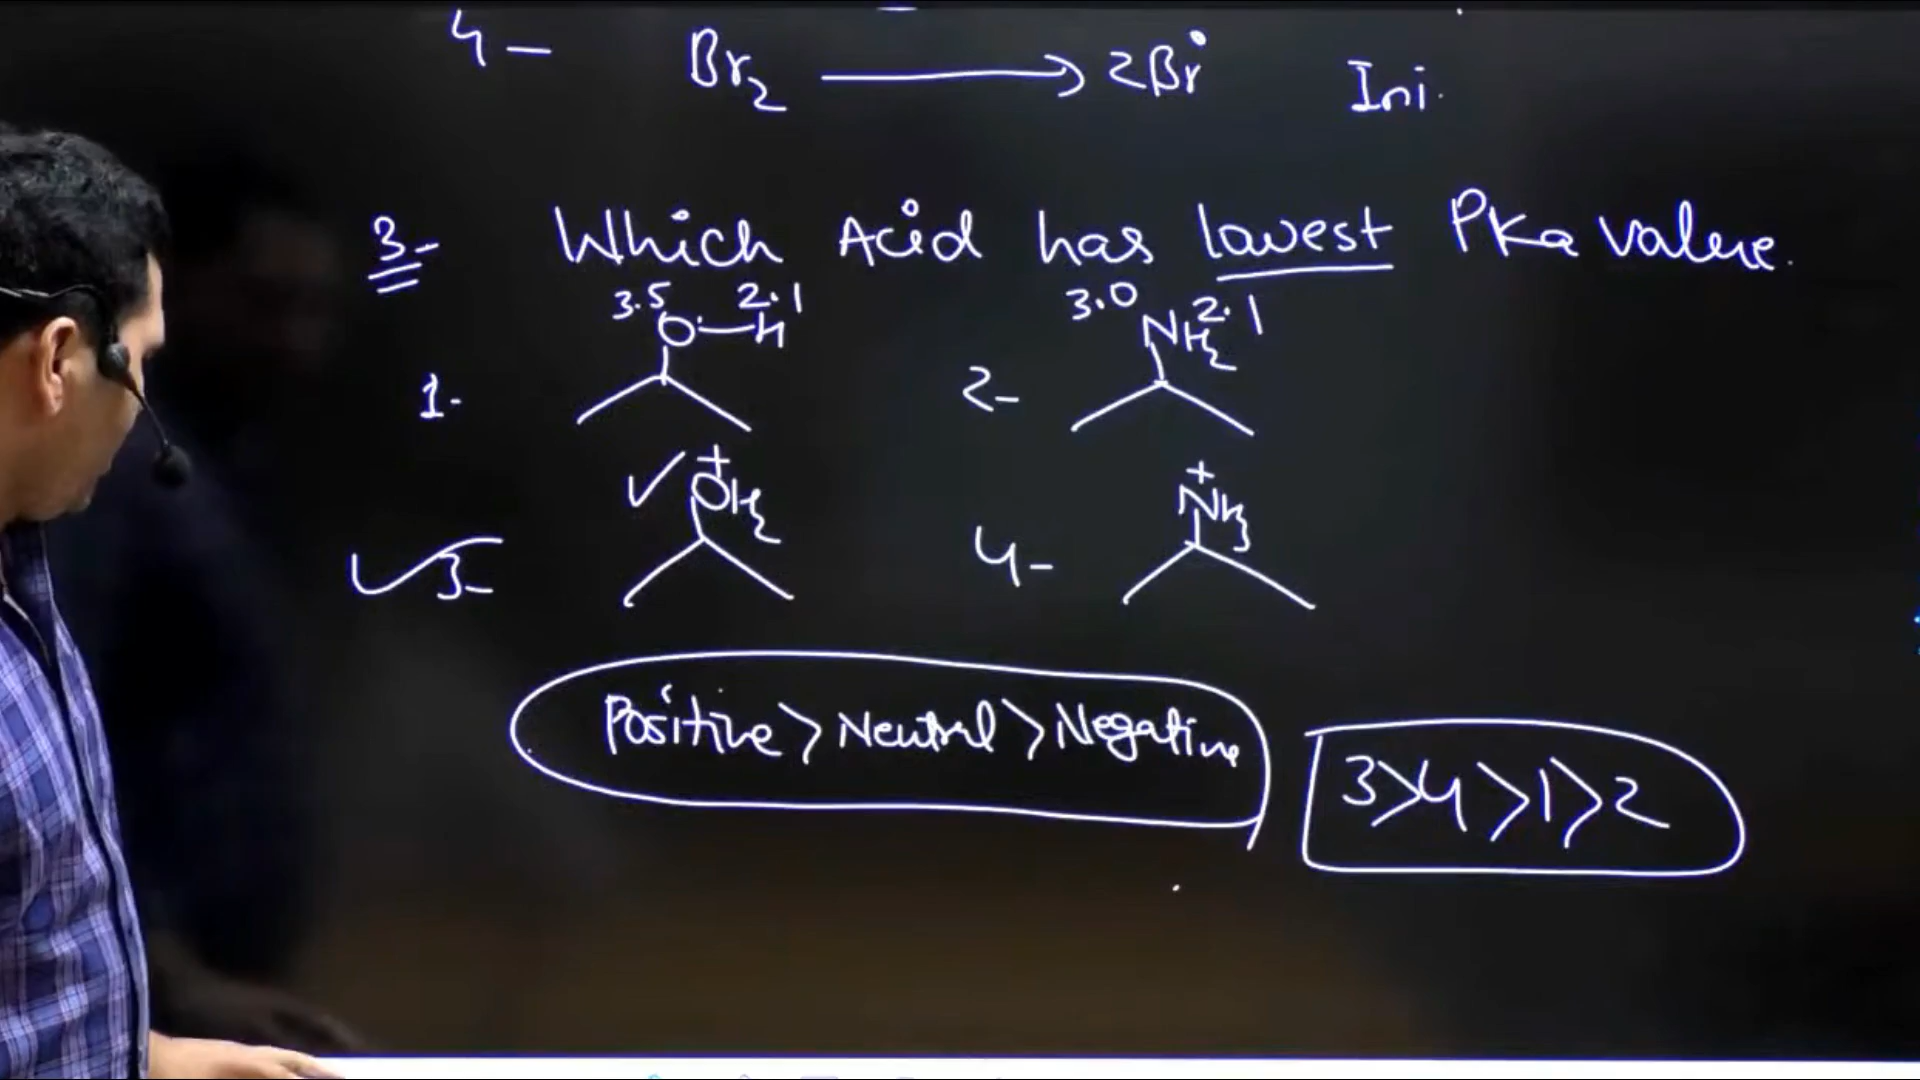 4 - Br₂ ⟶ 2Br• Ini.
3- Which Acid has lowest PKa value.
3.5 2.1
O-H
1-
3.0 2.1
NH₂
2-
✓ +
OH₂
✓3-
+
NH₃
4-
Positive > Neutral > Negative
3>4>1>2